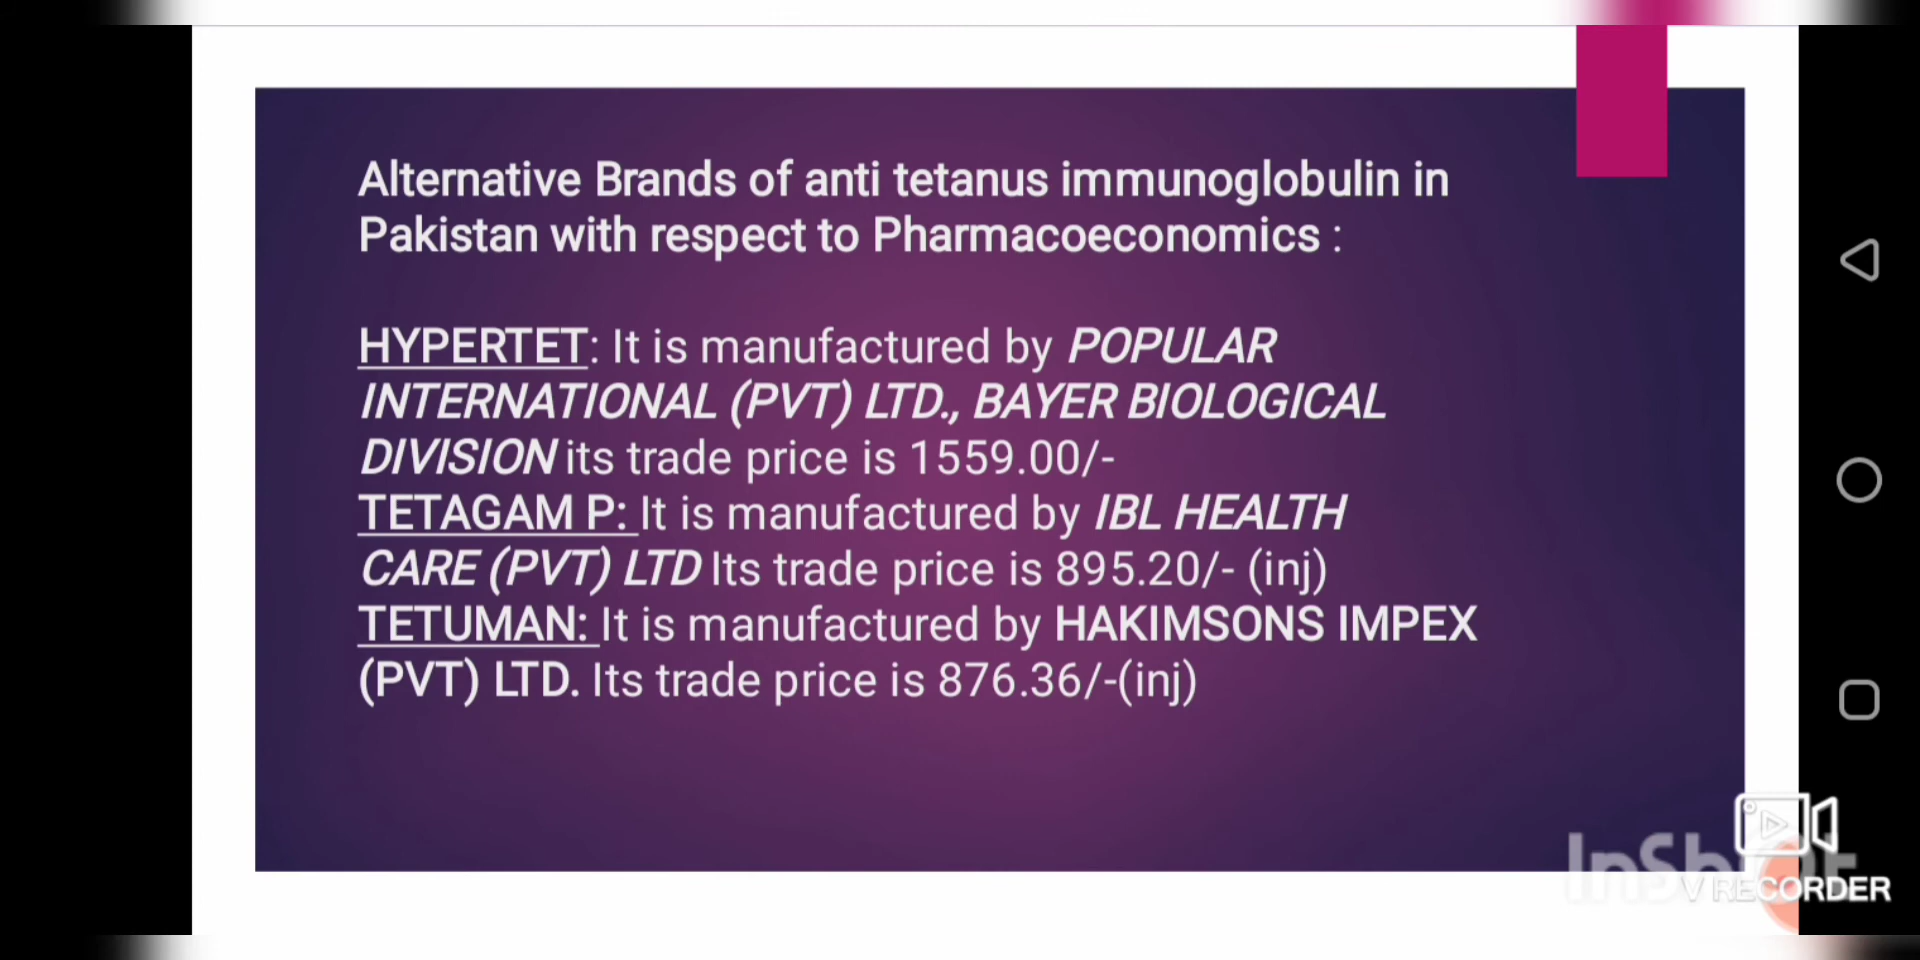 Alternative Brands of anti tetanus immunoglobulin in
Pakistan with respect to Pharmacoeconomics :
HYPERTET: It is manufactured by POPULAR
INTERNATIONAL (PVT) LTD., BAYER BIOLOGICAL
DIVISION its trade price is 1559.00/-
TETAGAM P: It is manufactured by IBL HEALTH
CARE (PVT) LTD Its trade price is 895.20/- (inj)
TETUMAN: It is manufactured by HAKIMSONS IMPEX
(PVT) LTD. Its trade price is 876.36/-(inj)
InShot
V RECORDER